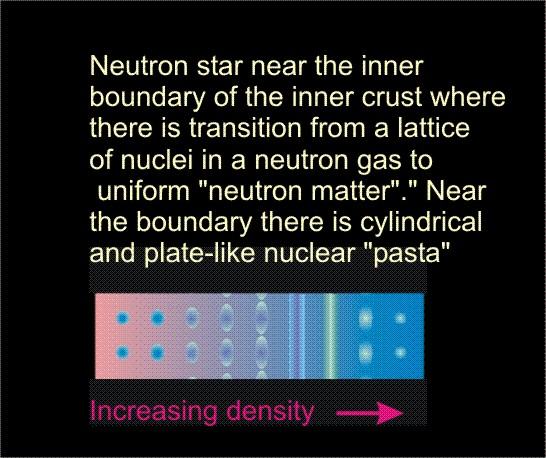 Neutron star near the inner
boundary of the inner crust where
there is transition from a lattice
of nuclei in a neutron gas to
uniform "neutron matter"." Near
the boundary there is cylindrical
and plate-like nuclear "pasta"
Increasing density